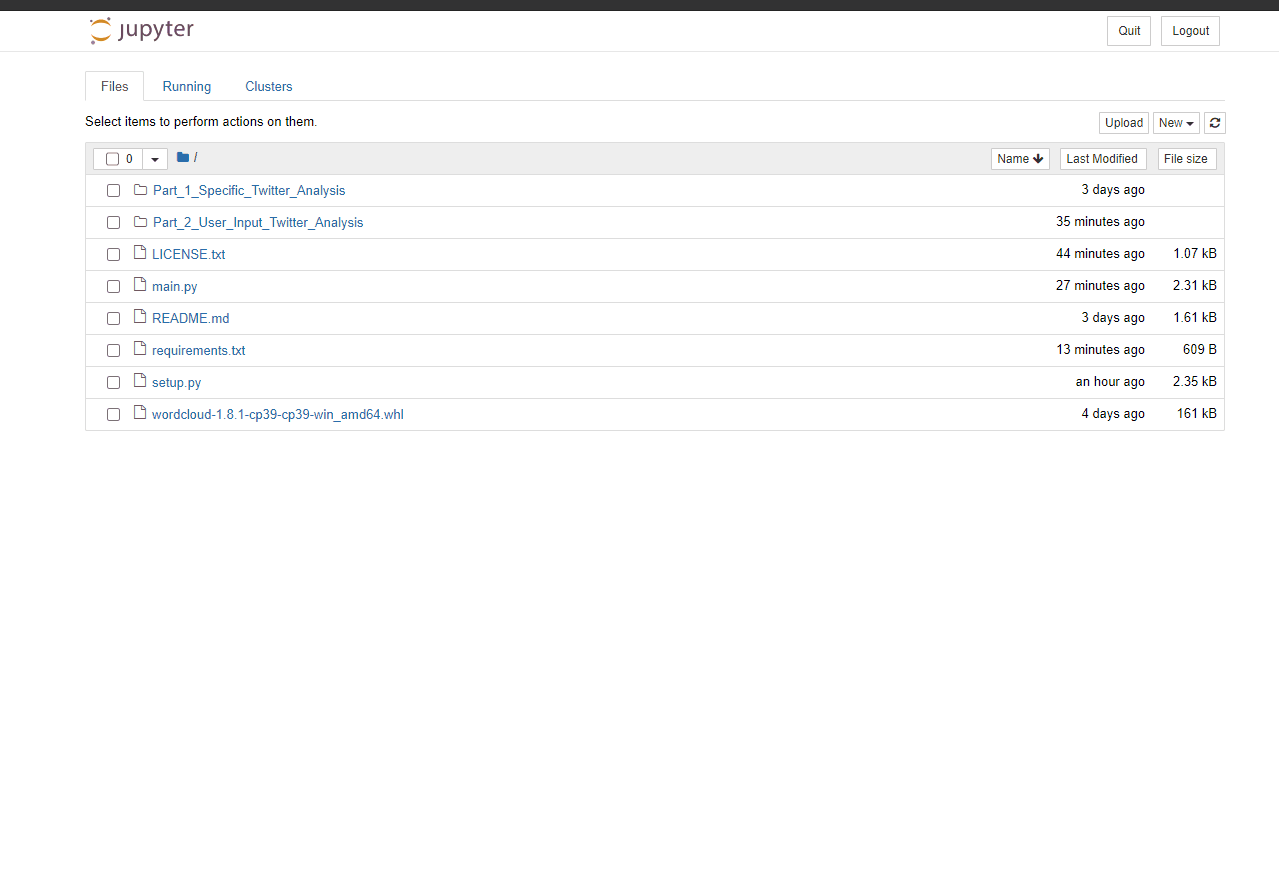 jupyter
Quit Logout
Files Running Clusters
Select items to perform actions on them.
Upload New
0 / Name Last Modified File size
Part_1_Specific_Twitter_Analysis 3 days ago
Part_2_User_Input_Twitter_Analysis 35 minutes ago
LICENSE.txt 44 minutes ago 1.07 kB
main.py 27 minutes ago 2.31 kB
README.md 3 days ago 1.61 kB
requirements.txt 13 minutes ago 609 B
setup.py an hour ago 2.35 kB
wordcloud-1.8.1-cp39-cp39-win_amd64.whl 4 days ago 161 kB